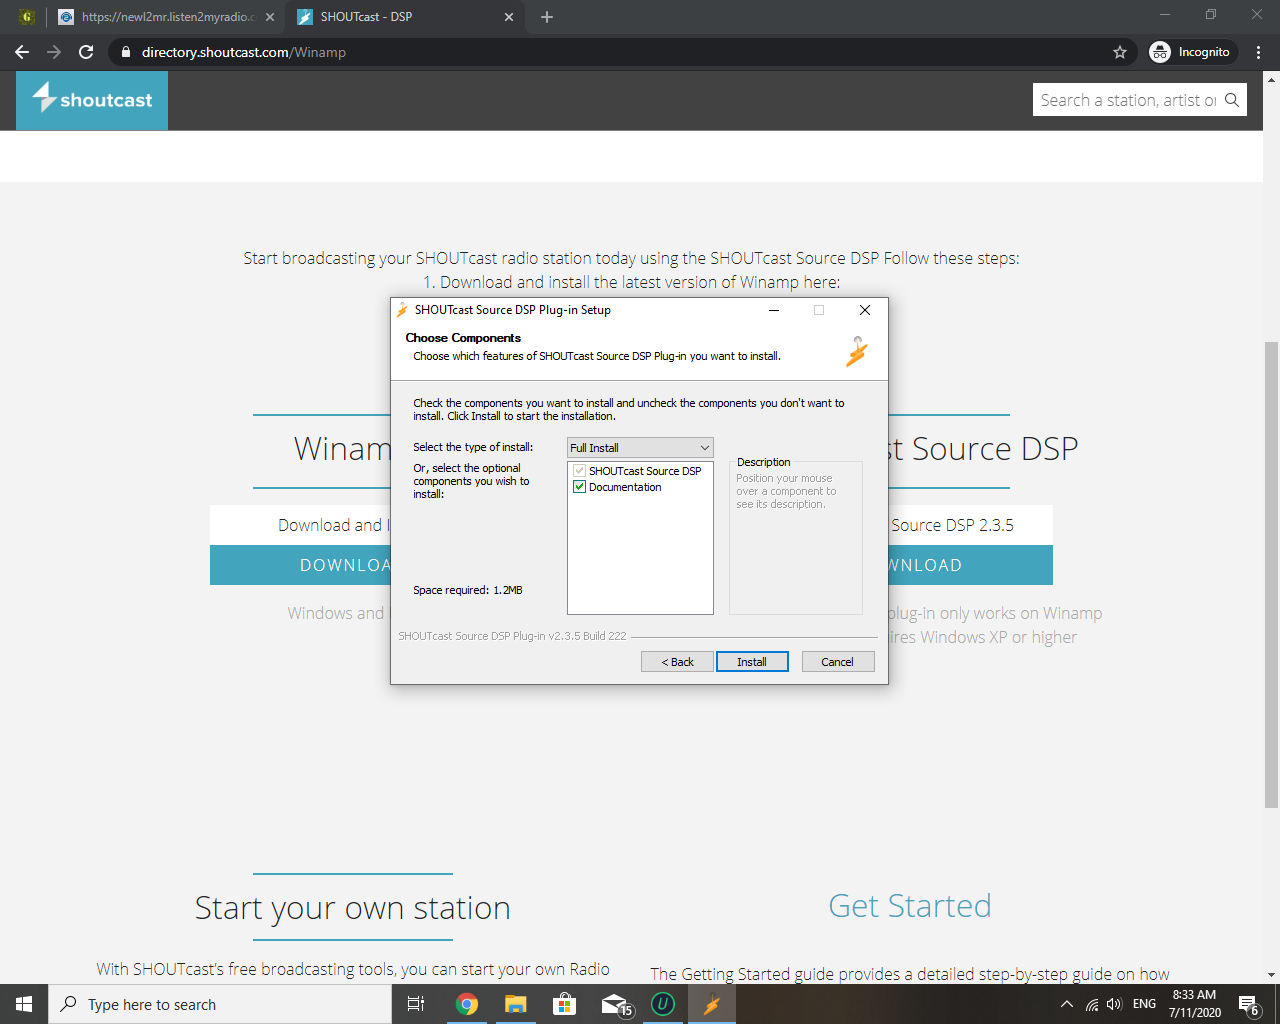 https://newl2mr.listen2myradio.c
SHOUTcast - DSP
directory.shoutcast.com/Winamp
Incognito
shoutcast
Search a station, artist or
Start broadcasting your SHOUTcast radio station today using the SHOUTcast Source DSP Follow these steps:
1. Download and install the latest version of Winamp here:
SHOUTcast Source DSP Plug-in Setup
Choose Components
Choose which features of SHOUTcast Source DSP Plug-in you want to install.
Check the components you want to install and uncheck the components you don't want to
install. Click Install to start the installation.
Select the type of install:
Full Install
Or, select the optional
components you wish to
install:
SHOUTcast Source DSP
Documentation
Description
Position your mouse
over a component to
see its description.
Space required: 1.2MB
SHOUTcast Source DSP Plug-in v2.3.5 Build 222
< Back
Install
Cancel
Winam
st Source DSP
Download and I
Source DSP 2.3.5
DOWNLOA
WNLOAD
Windows and
plug-in only works on Winamp
ires Windows XP or higher
Start your own station
Get Started
With SHOUTcast's free broadcasting tools, you can start your own Radio
The Getting Started guide provides a detailed step-by-step guide on how
Type here to search
15
U
ENG
8:33 AM
7/11/2020
6